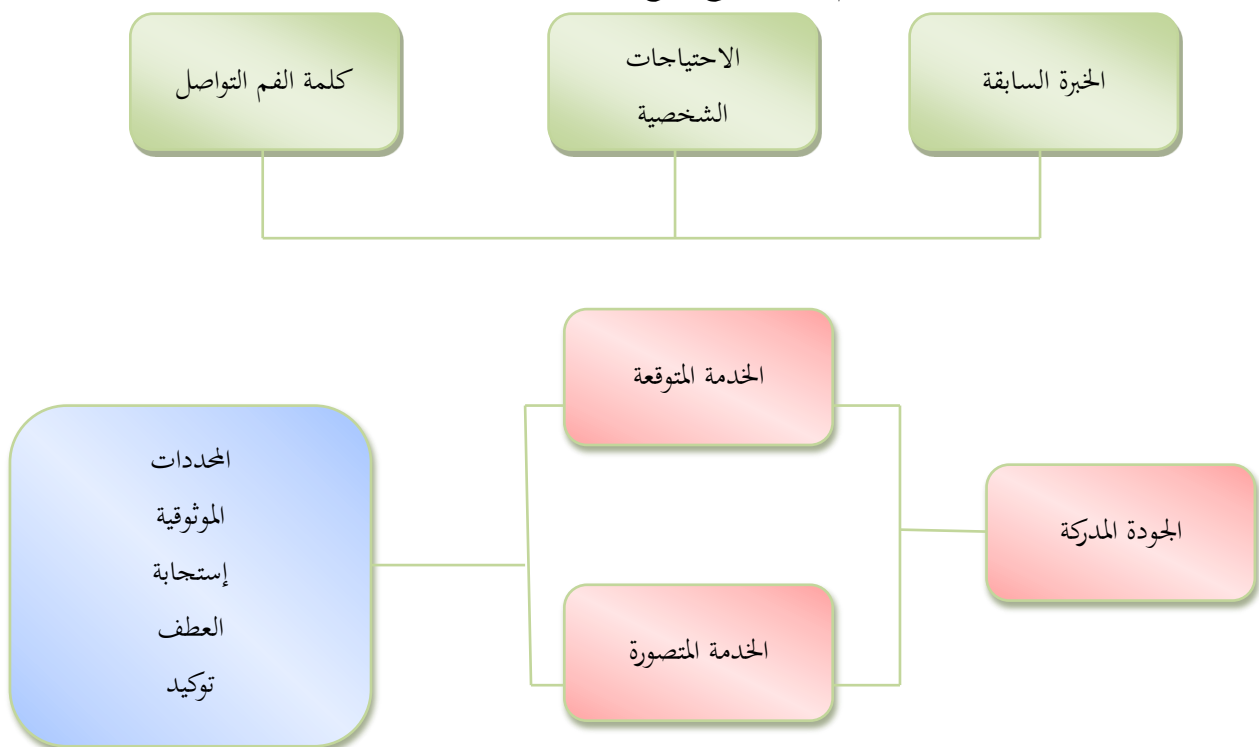 الخبرة السابقة
الاحتياجات
الشخصية
كلمة الفم التواصل
الخدمة المتوقعة
المحددات
الموثوقية
إستجابة
العطف
توكيد
الجودة المدركة
الخدمة المتصورة